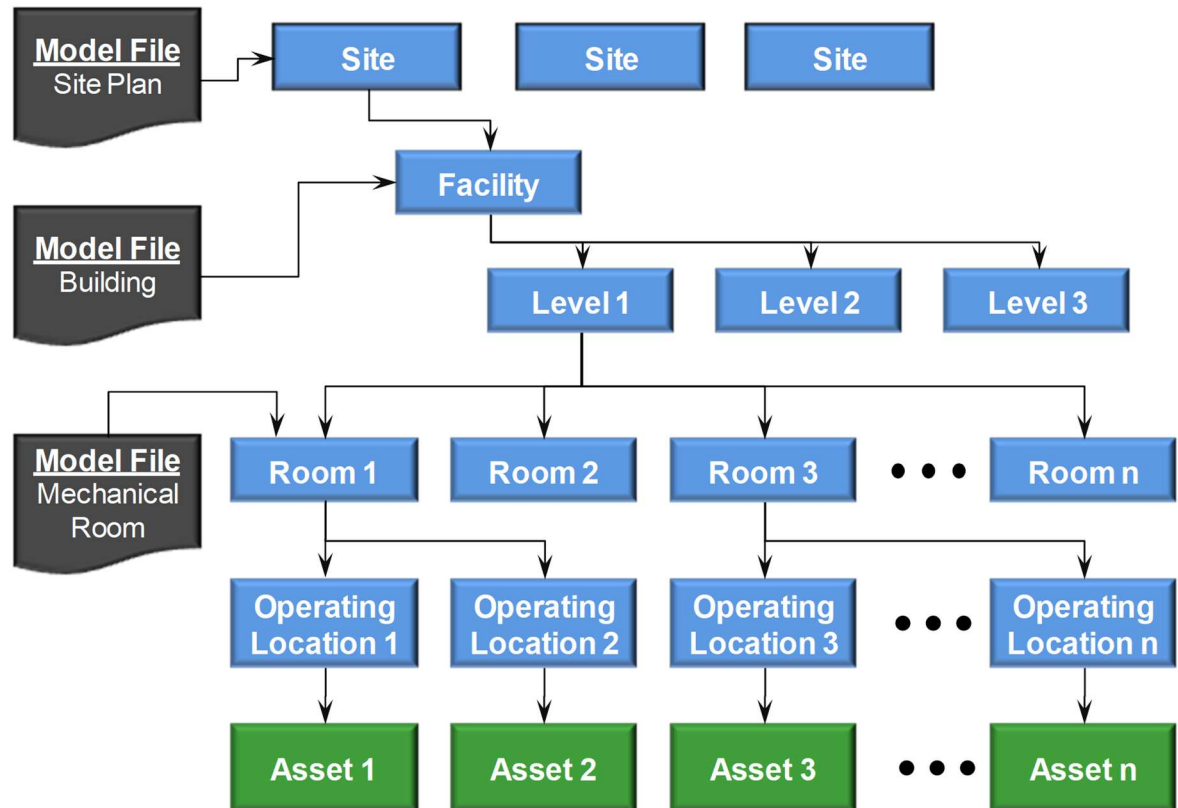 Model File
Site Plan
Site
Site
Site
Facility
Model File
Building
Level 1
Level 2
Level 3
Model File
Mechanical
Room
Room 1
Room 2
Room 3
Room n
Operating
Location 1
Operating
Location 2
Operating
Location 3
Operating
Location n
Asset 1
Asset 2
Asset 3
Asset n